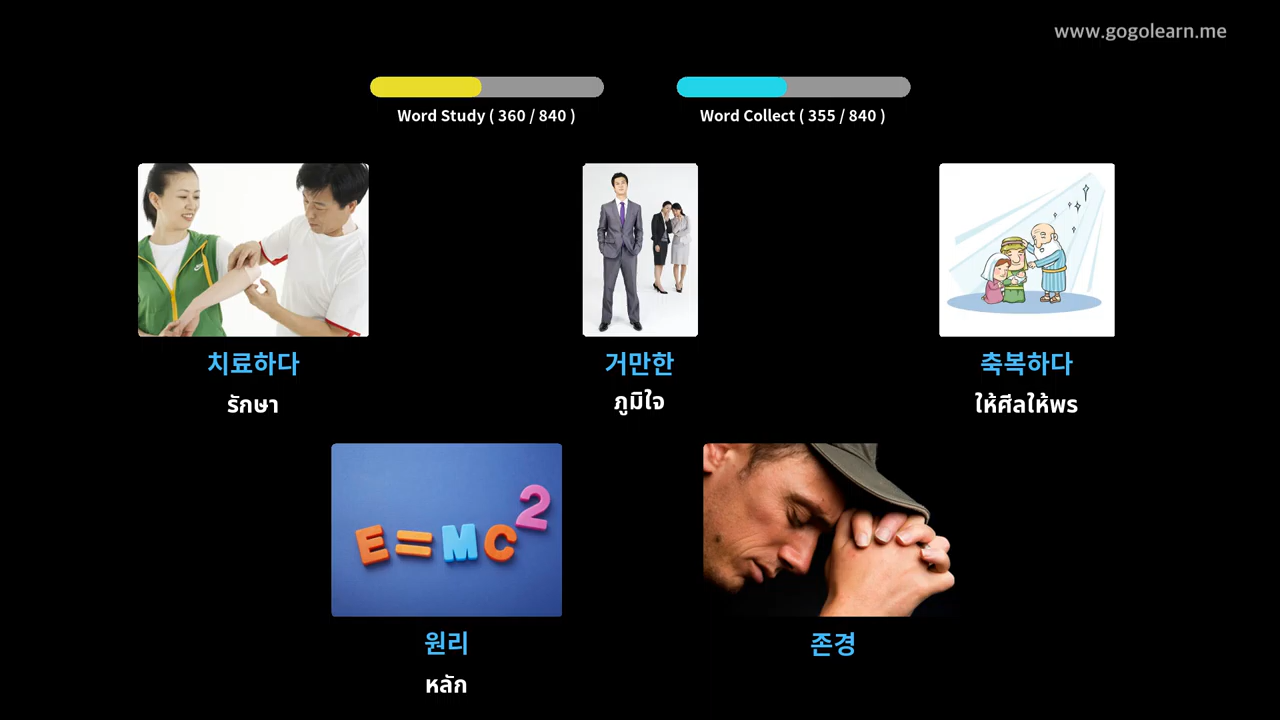 www.gogolearn.me
Word Study ( 360 / 840 )
Word Collect ( 355 / 840 )
치료하다
รักษา
거만한
ภูมิใจ
축복하다
ให้ศีลให้พร
E=MC2
원리
หลัก
존경